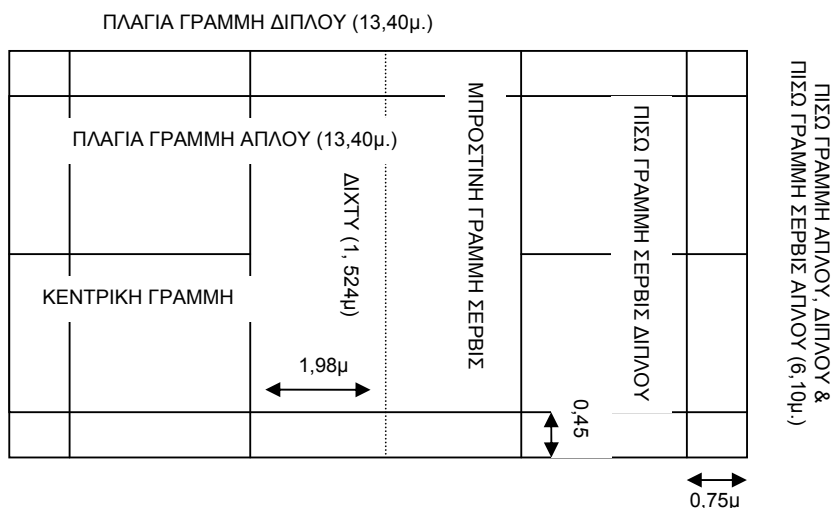 ΠΛΑΓΙΑ ΓΡΑΜΜΗ ΔΙΠΛΟΥ (13,40μ.)
ΠΛΑΓΙΑ ΓΡΑΜΜΗ ΑΠΛΟΥ (13,40μ.)
ΚΕΝΤΡΙΚΗ ΓΡΑΜΜΗ
ΔΙΧΤΥ (1, 524μ)
1,98μ
ΜΠΡΟΣΤΙΝΗ ΓΡΑΜΜΗ ΣΕΡΒΙΣ
0,45
ΠΙΣΩ ΓΡΑΜΜΗ ΣΕΡΒΙΣ ΔΙΠΛΟΥ
0,75μ
ΠΙΣΩ ΓΡΑΜΜΗ ΑΠΛΟΥ, ΔΙΠΛΟΥ &
ΠΙΣΩ ΓΡΑΜΜΗ ΣΕΡΒΙΣ ΑΠΛΟΥ (6,10μ.)